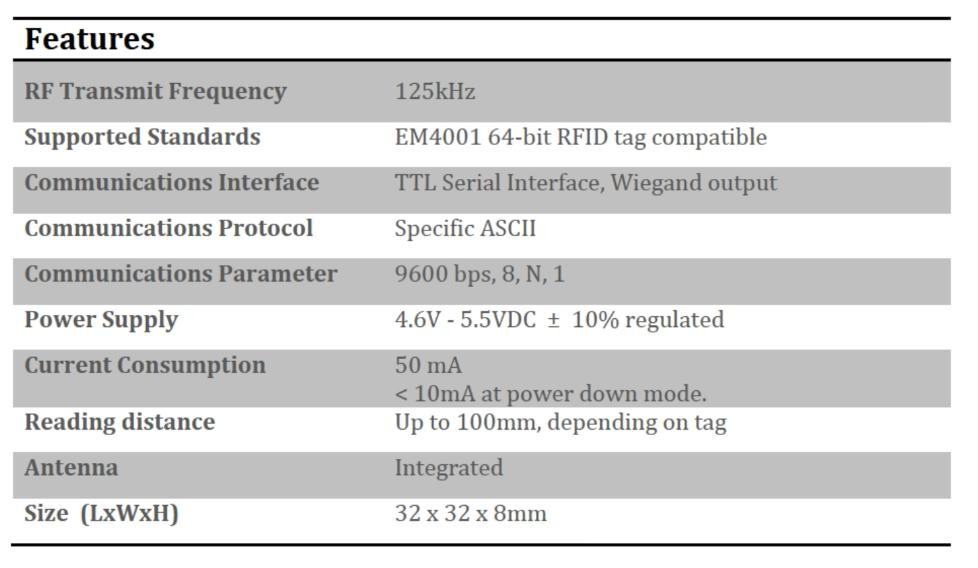 Features
RF Transmit Frequency 125kHz
Supported Standards EM4001 64-bit RFID tag compatible
Communications Interface TTL Serial Interface, Wiegand output
Communications Protocol Specific ASCII
Communications Parameter 9600 bps, 8, N, 1
Power Supply 4.6V - 5.5VDC ± 10% regulated
Current Consumption 50 mA
< 10mA at power down mode.
Reading distance Up to 100mm, depending on tag
Antenna Integrated
Size (LxWxH) 32 x 32 x 8mm